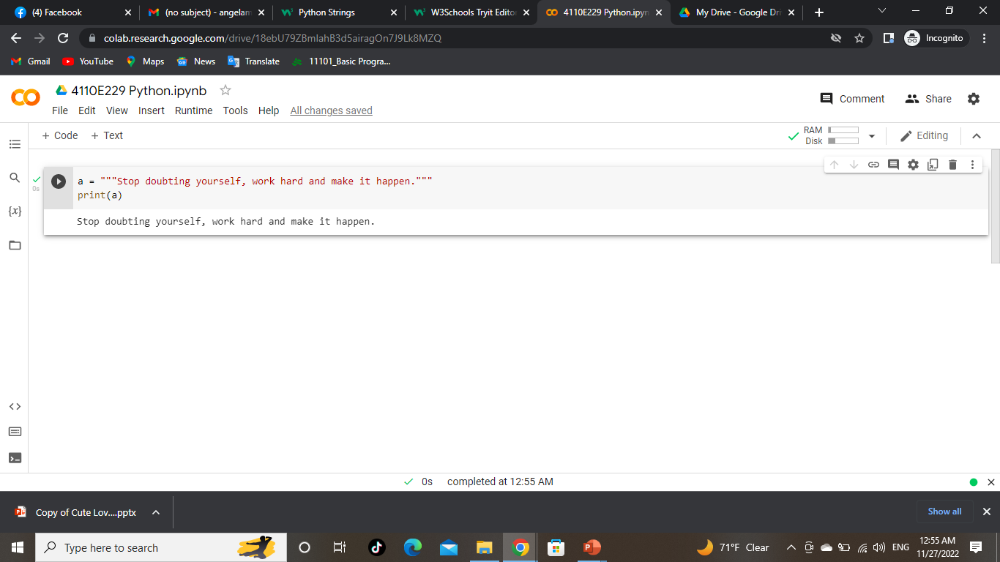 (4) Facebook
(no subject) - angelam
Python Strings
W3Schools Tryit Editor
4110E229 Python.ipyn
My Drive - Google Dri
colab.research.google.com/drive/18ebU79ZBmIahB3d5airagOn7J9Lk8MZQ
Incognito
Gmail
YouTube
Maps
News
Translate
11101_Basic Progra...
4110E229 Python.ipynb
Comment
Share
File Edit View Insert Runtime Tools Help All changes saved
+ Code + Text
RAM
Disk
Editing
a = """Stop doubting yourself, work hard and make it happen."""
0s
print(a)
{x}
Stop doubting yourself, work hard and make it happen.
0s completed at 12:55 AM
Copy of Cute Lov....pptx
Show all
Type here to search
71°F Clear
ENG
12:55 AM
11/27/2022